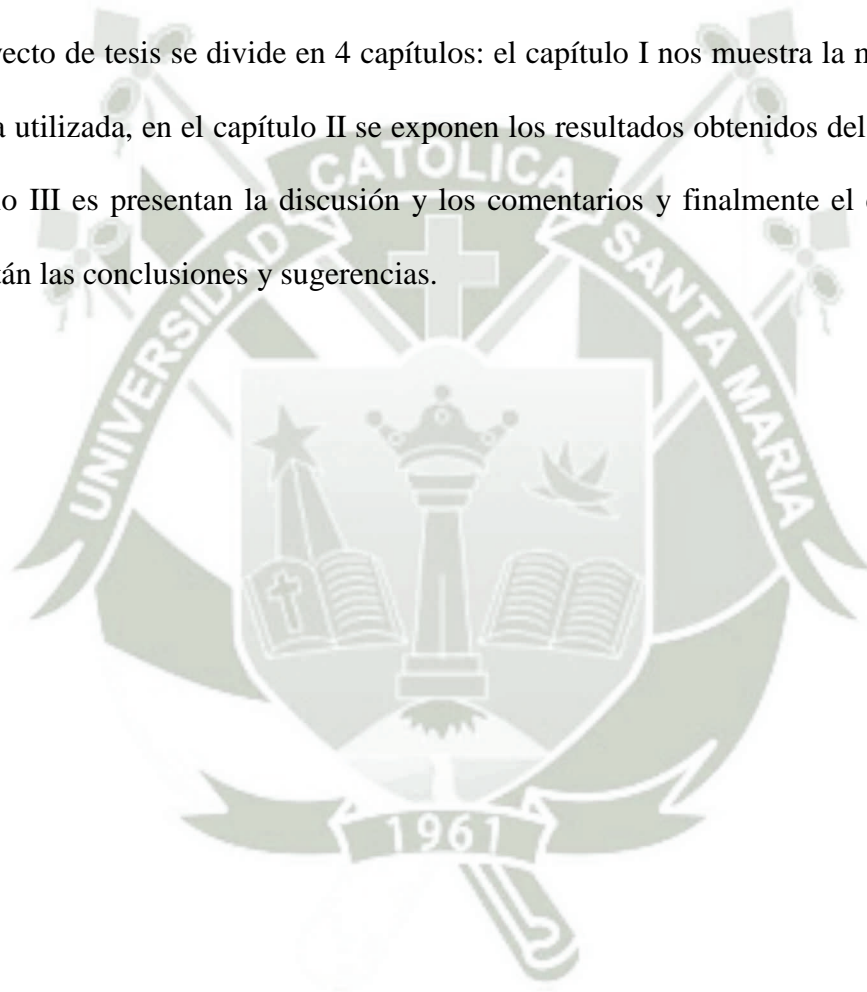 yecto de tesis se divide en 4 capítulos: el capítulo I nos muestra la m
a utilizada, en el capítulo II se exponen los resultados obtenidos del
o III es presentan la discusión y los comentarios y finalmente el
tán las conclusiones y sugerencias.
UNIVERSIDAD CATOLICA SANTA MARIA
1961